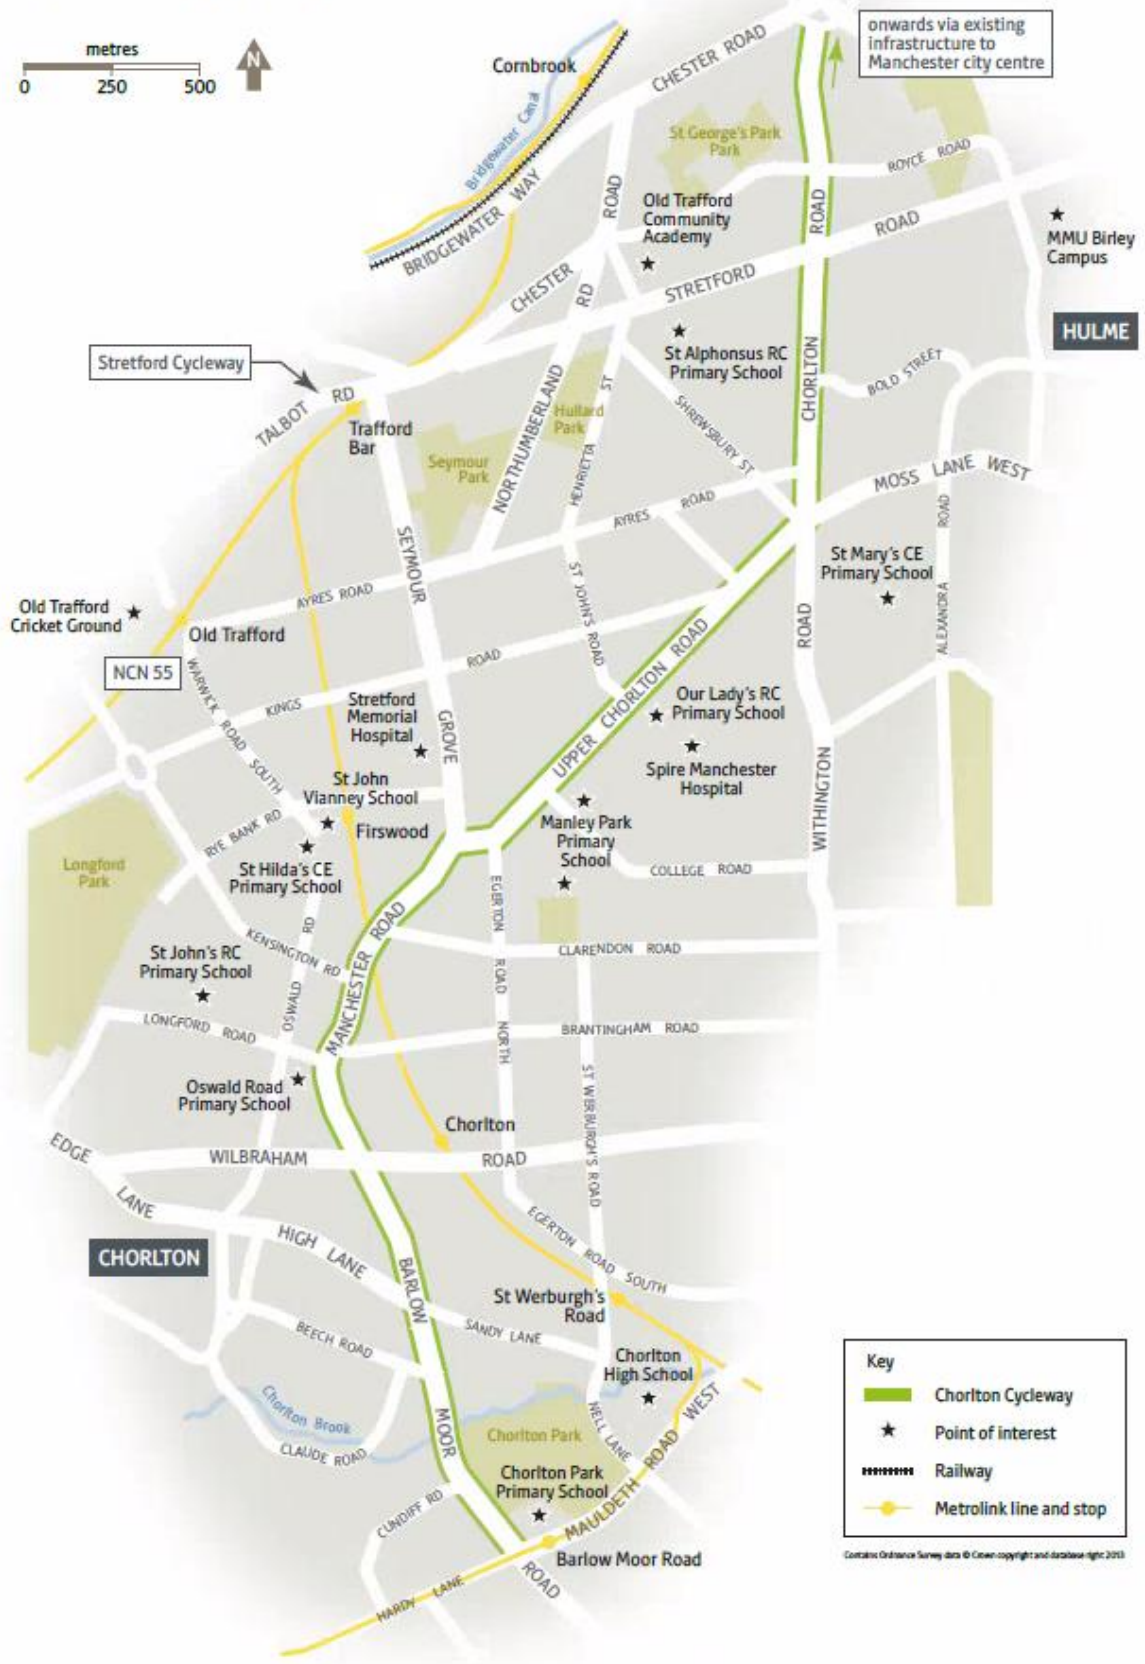 metres
0 250 500
N
onwards via existing
infrastructure to
Manchester city centre
Cornbrook
CHESTER ROAD
Bridgewater Canal
St George's Park
Park
ROYCE ROAD
BRIDGEWATER WAY
ROAD
Old Trafford
Community
Academy
ROAD
ROAD
MMU Birley
Campus
CHESTER
RD
STRETFORD
HULME
Stretford Cycleway
St Alphonsus RC
Primary School
CHORLTON
BOLD STREET
TALBOT RD
Trafford
Bar
NORTHUMBERLAND
Hullard
Park
ST
HENRIETTA
SHREWSBURY ST
Seymour
Park
MOSS LANE WEST
AYRES ROAD
ROAD
ALEXANDRA
SEYMOUR
St Mary's CE
Primary School
AYRES ROAD
ST JOHN'S ROAD
Old Trafford
Cricket Ground
Old Trafford
ROAD
NCN 55
WARWICK ROAD SOUTH
KINGS
ROAD
UPPER CHORLTON ROAD
Stretford
Memorial
Hospital
GROVE
Our Lady's RC
Primary School
Spire Manchester
Hospital
WITHINGTON
St John
Vianney School
Firswood
RYE BANK RD
Manley Park
Primary
School
Longford
Park
St Hilda's CE
Primary School
COLLEGE ROAD
EGERTON ROAD NORTH
KENSINGTON RD
OSWALD RD
MANCHESTER ROAD
CLARENDON ROAD
St John's RC
Primary School
LONGFORD ROAD
BRANTINGHAM ROAD
Oswald Road
Primary School
ST WERBURGH'S ROAD
Chorlton
EDGE
LANE
WILBRAHAM
ROAD
CHORLTON
HIGH LANE
EGERTON ROAD SOUTH
BARLOW
St Werburgh's
Road
BEECH ROAD
SANDY LANE
Chorlton
High School
Chorlton Brook
CLAUDE ROAD
MOOR
Chorlton Park
NELL LANE
MAULDETH ROAD WEST
CUNDIFF RD
Chorlton Park
Primary School
Barlow Moor Road
HARDY LANE
ROAD
Key
Chorlton Cycleway
Point of interest
Railway
Metrolink line and stop
Contains Ordnance Survey data © Crown copyright and database right 2013